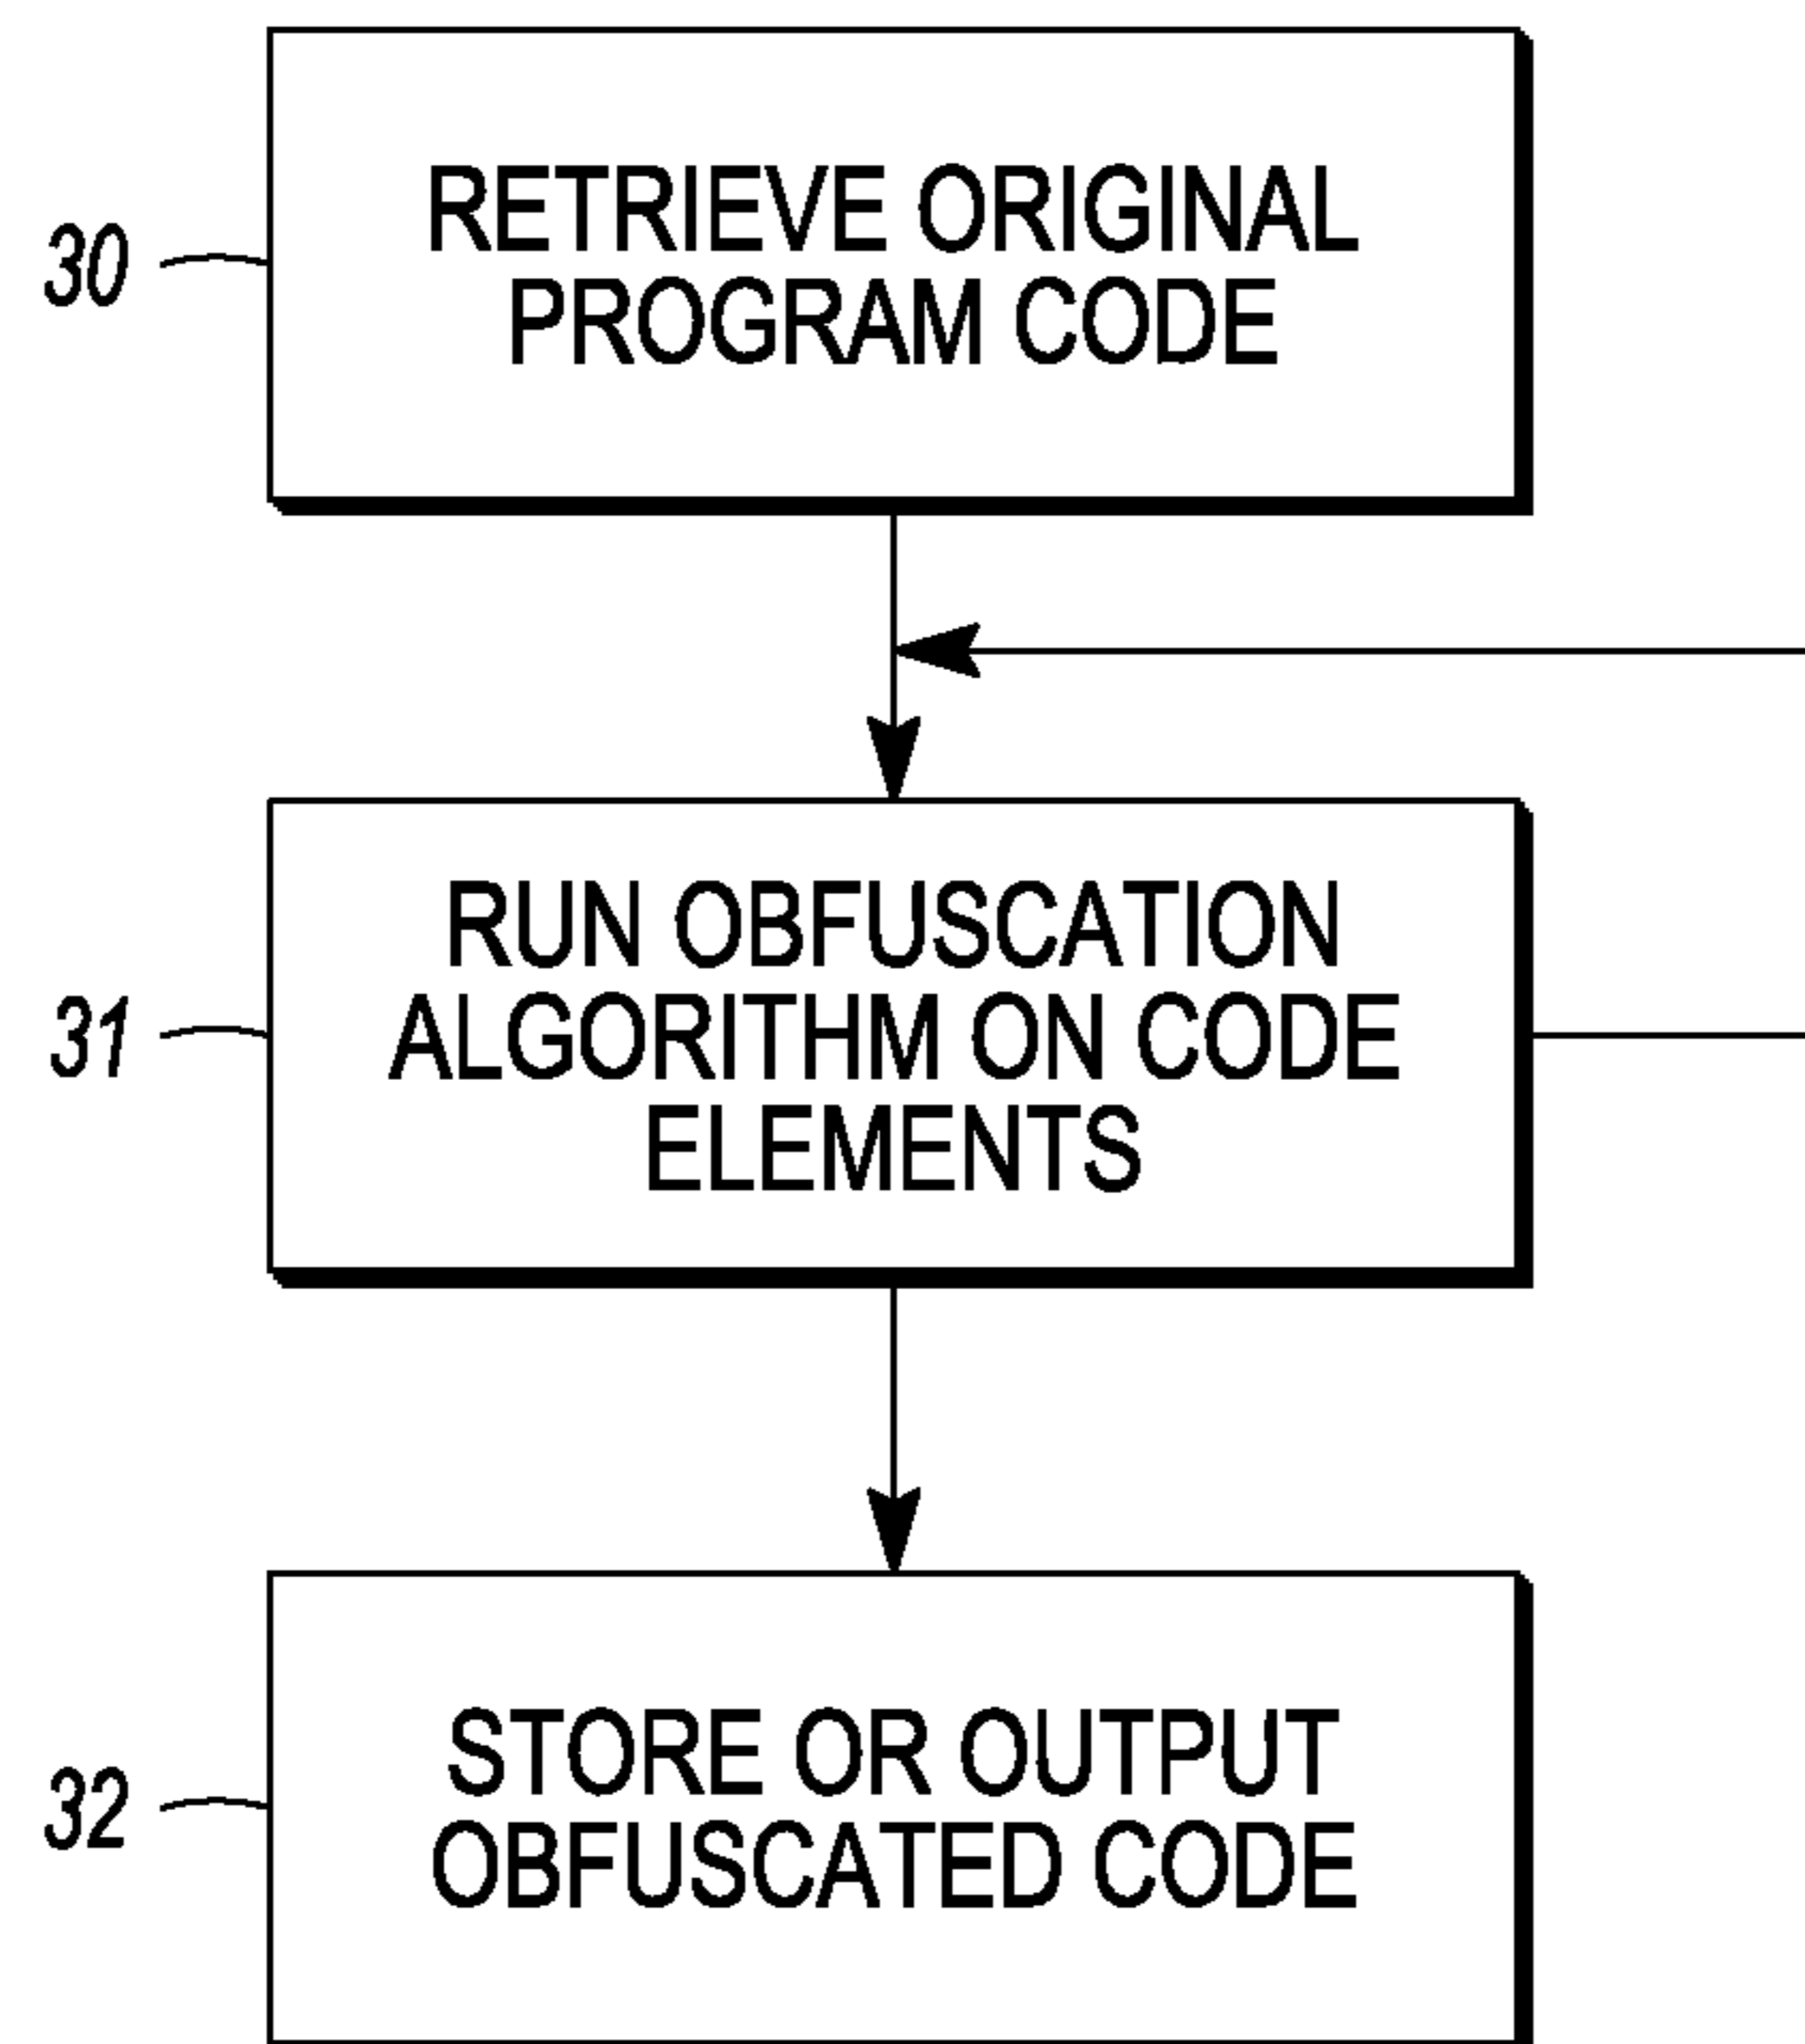 30
RETRIEVE ORIGINAL
PROGRAM CODE
31
RUN OBFUSCATION
ALGORITHM ON CODE
ELEMENTS
32
STORE OR OUTPUT
OBFUSCATED CODE